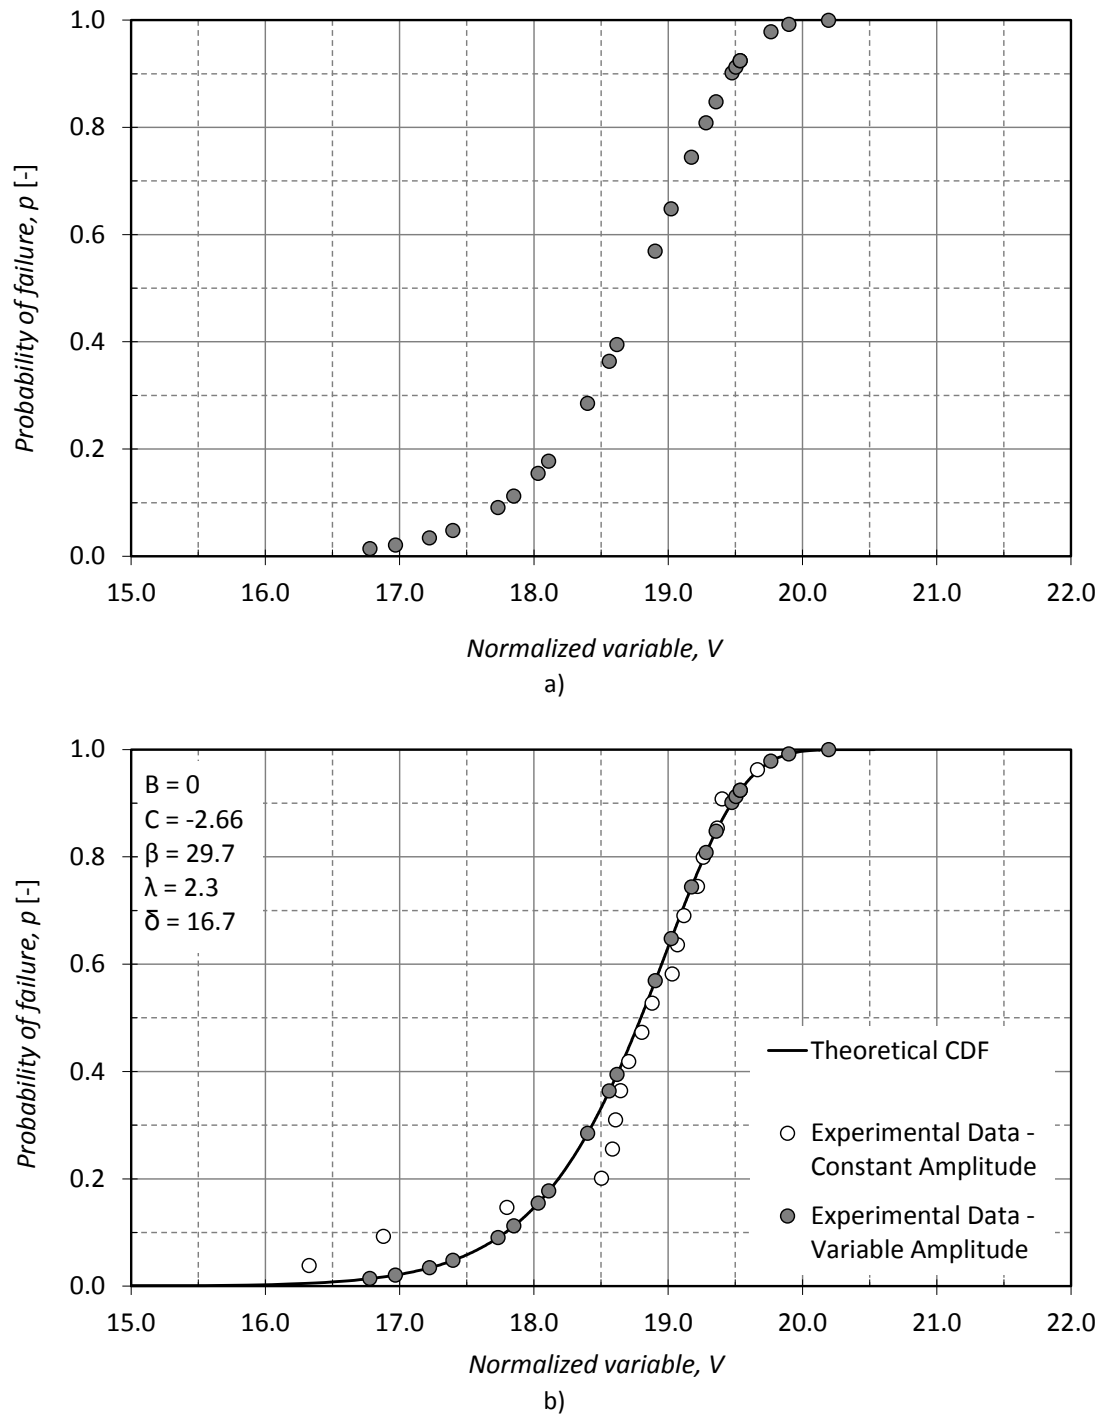 1.0
0.8
0.6
0.4
0.2
0.0
Probability of failure, p [-]
15.0 16.0 17.0 18.0 19.0 20.0 21.0 22.0
Normalized variable, V
a)
1.0
0.8
0.6
0.4
0.2
0.0
Probability of failure, p [-]
B = 0
C = -2.66
β = 29.7
λ = 2.3
δ = 16.7
Theoretical CDF
Experimental Data -
Constant Amplitude
Experimental Data -
Variable Amplitude
15.0 16.0 17.0 18.0 19.0 20.0 21.0 22.0
Normalized variable, V
b)